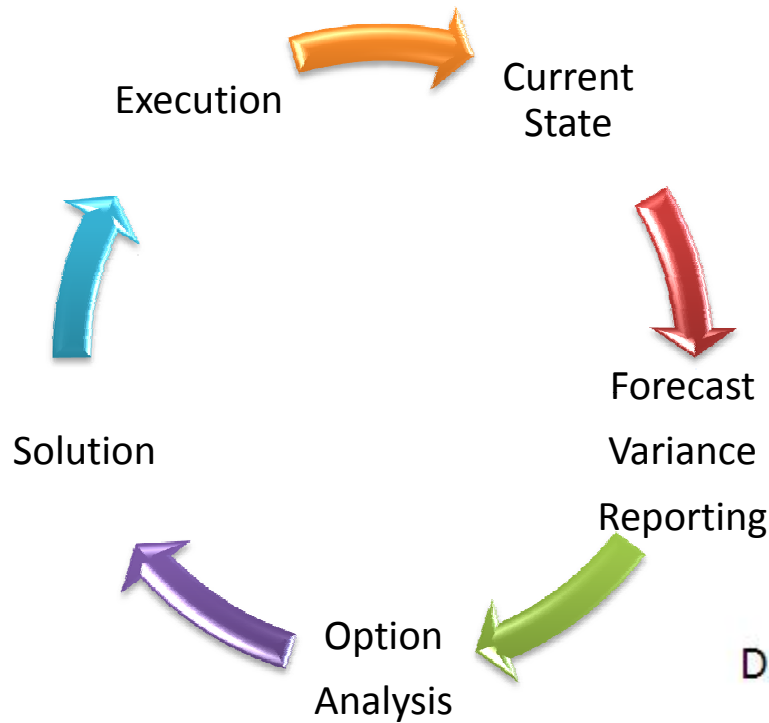 Execution
Current
State
Forecast
Variance
Reporting
Solution
Option
Analysis
D